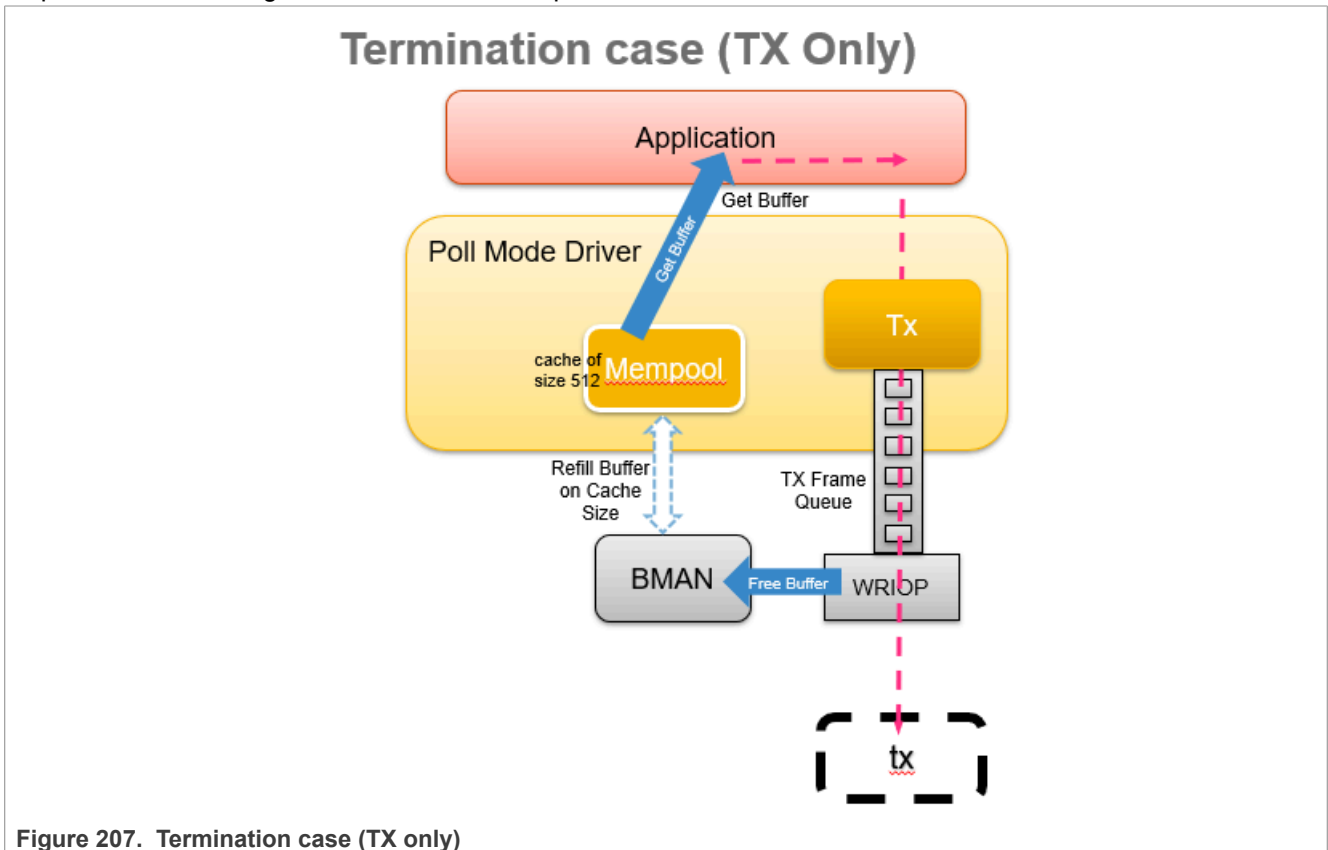 Termination case (TX Only)
Application
Get Buffer
Get Buffer
Poll Mode Driver
Tx
cache of
size 512
Mempool
Refill Buffer
on Cache
Size
TX Frame
Queue
BMAN
Free Buffer
WRIOP
tx
Figure 207. Termination case (TX only)